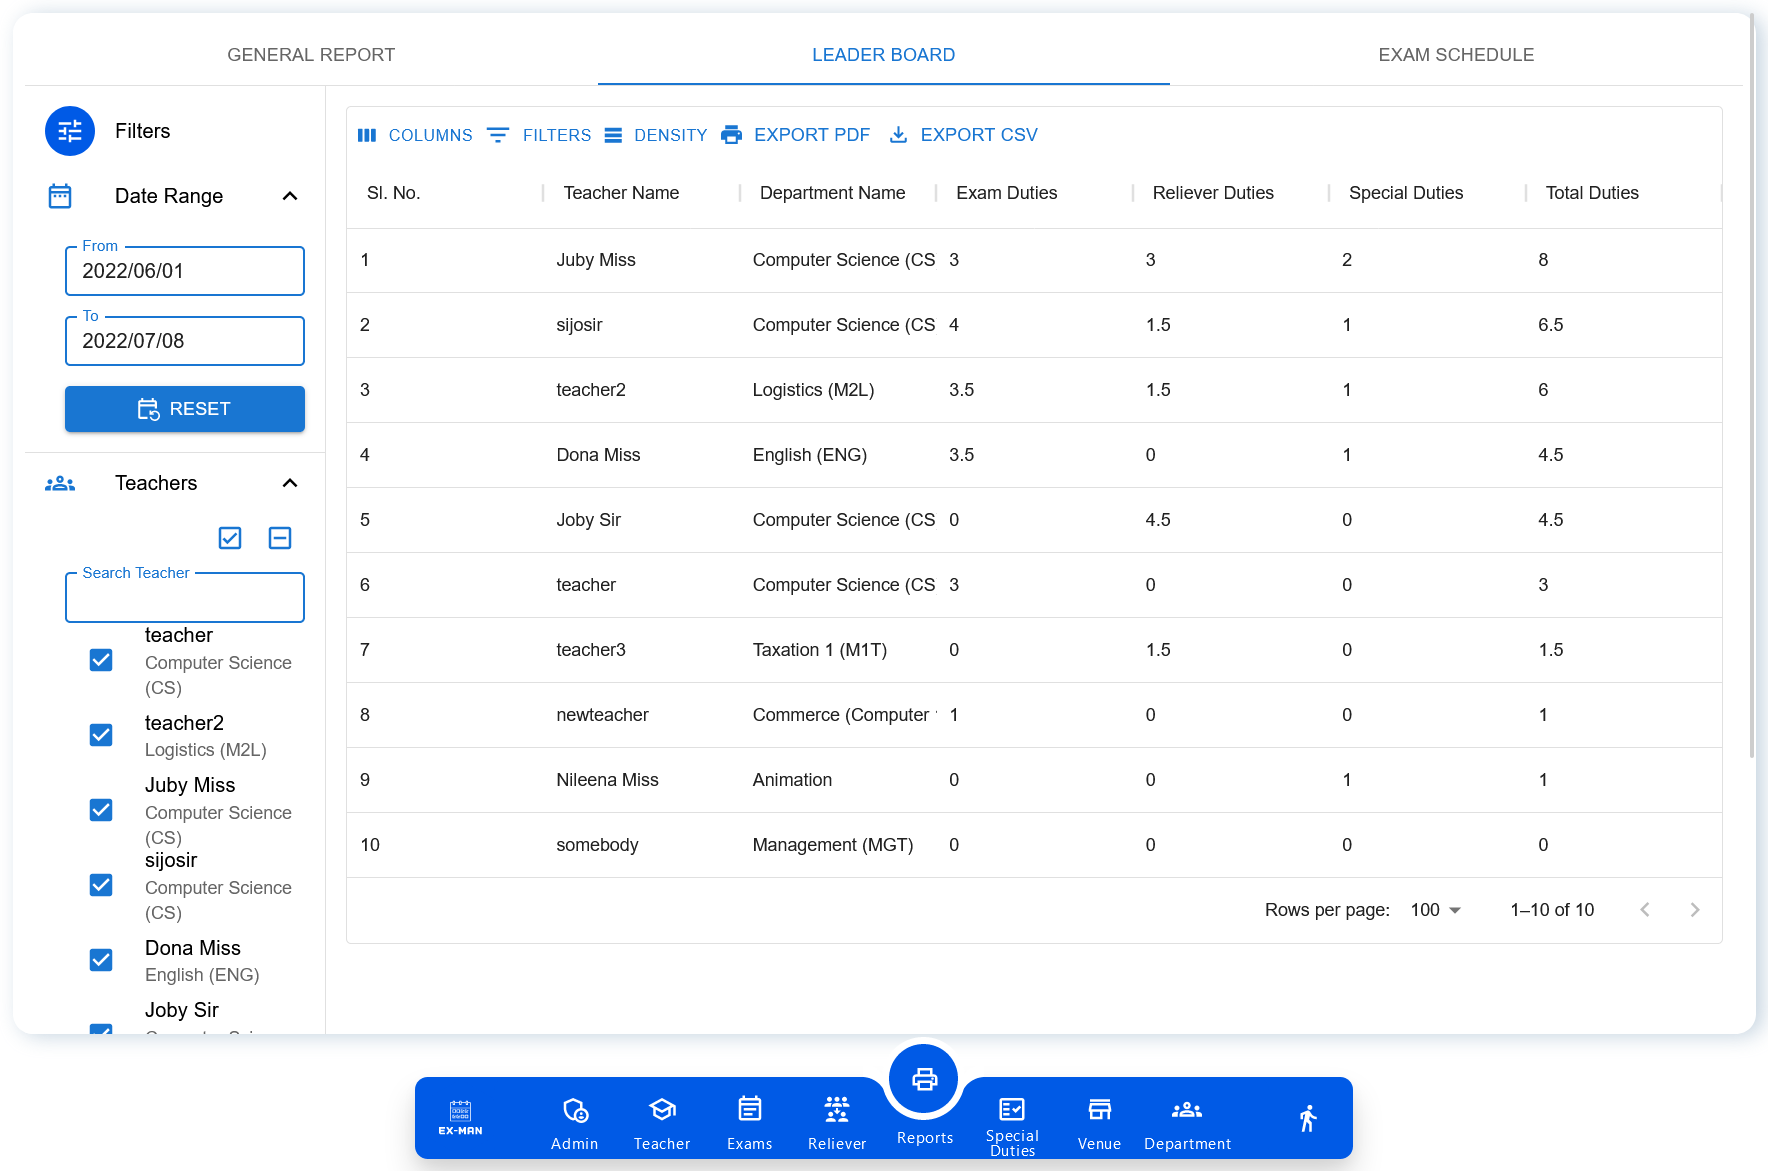 GENERAL REPORT LEADER BOARD EXAM SCHEDULE
Filters
Date Range
From
2022/06/01
To
2022/07/08
RESET
Teachers
Search Teacher
teacher
Computer Science
(CS)
teacher2
Logistics (M2L)
Juby Miss
Computer Science
(CS)
sijosir
Computer Science
(CS)
Dona Miss
English (ENG)
Joby Sir
COLUMNS FILTERS DENSITY EXPORT PDF EXPORT CSV
Sl. No. Teacher Name Department Name Exam Duties Reliever Duties Special Duties Total Duties
1 Juby Miss Computer Science (CS 3 3 2 8
2 sijosir Computer Science (CS 4 1.5 1 6.5
3 teacher2 Logistics (M2L) 3.5 1.5 1 6
4 Dona Miss English (ENG) 3.5 0 1 4.5
5 Joby Sir Computer Science (CS 0 4.5 0 4.5
6 teacher Computer Science (CS 3 0 0 3
7 teacher3 Taxation 1 (M1T) 0 1.5 0 1.5
8 newteacher Commerce (Computer 1 0 0 1
9 Nileena Miss Animation 0 0 1 1
10 somebody Management (MGT) 0 0 0 0
Rows per page: 100 1–10 of 10
EX-MAN Admin Teacher Exams Reliever Reports Special Duties Venue Department